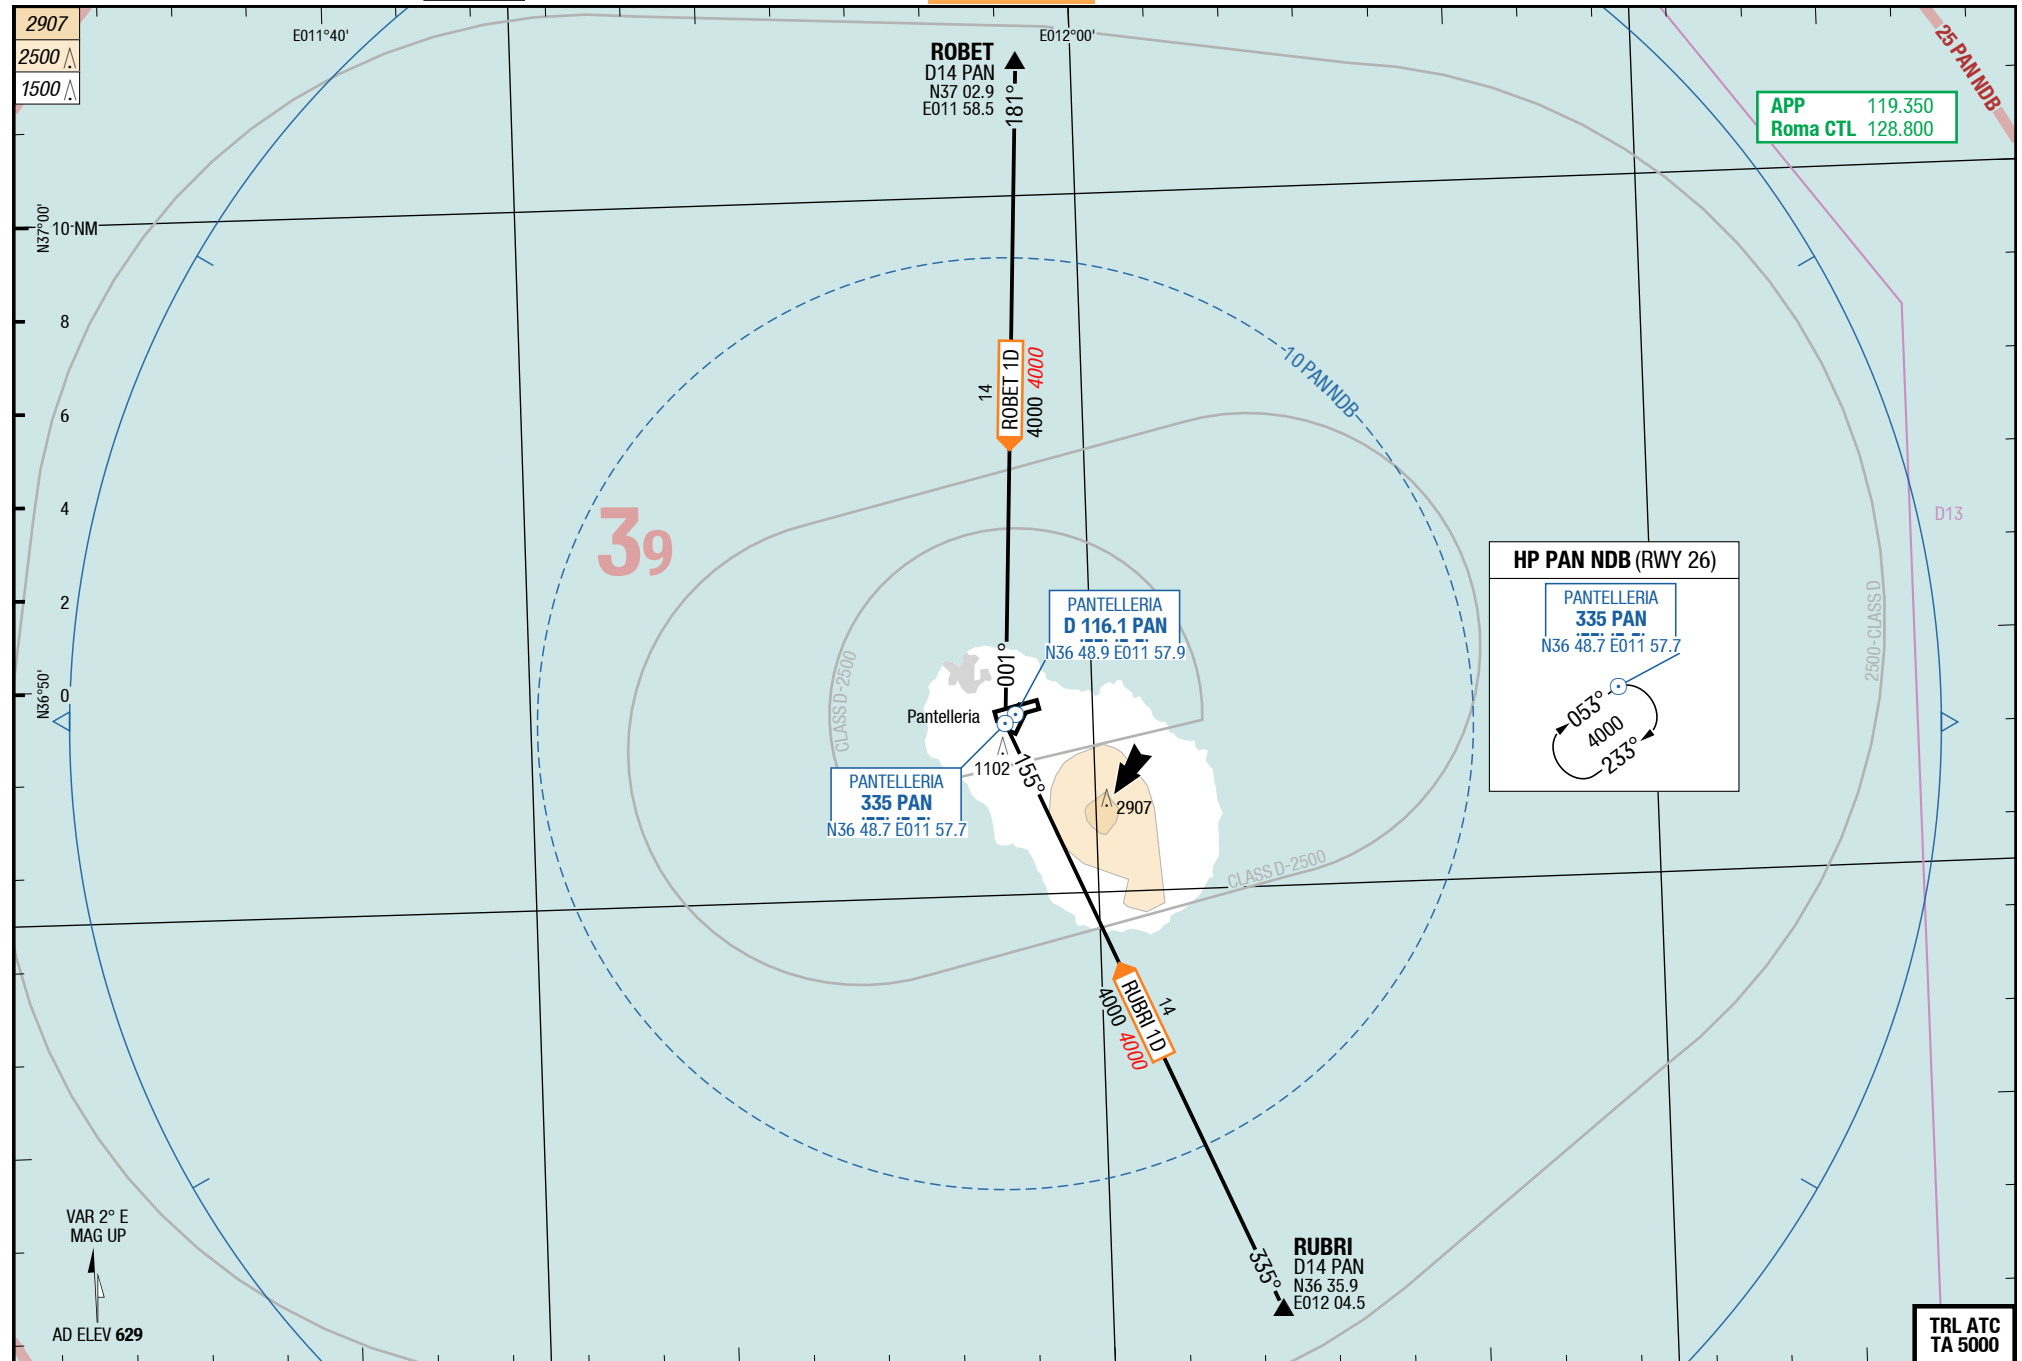 2907
2500
1500
E011°40'
E012°00'
25 PAN NDB
ROBET
D14 PAN
N37 02.9
E011 58.5
181°
APP 119.350
Roma CTL 128.800
N37°00'
10 NM
8
6
4
2
0
N36°50'
10 PAN NDB
14
ROBET 1D
4000 4000
39
D13
2500-CLASS D
HP PAN NDB (RWY 26)
PANTELLERIA
335 PAN
N36 48.7 E011 57.7
053°
4000
233°
PANTELLERIA
D 116.1 PAN
N36 48.9 E011 57.9
001°
CLASS D-2500
Pantelleria
1102
155°
2907
PANTELLERIA
335 PAN
N36 48.7 E011 57.7
CLASS D-2500
14
RUBRI 1D
4000 4000
335°
RUBRI
D14 PAN
N36 35.9
E012 04.5
VAR 2° E
MAG UP
AD ELEV 629
TRL ATC
TA 5000